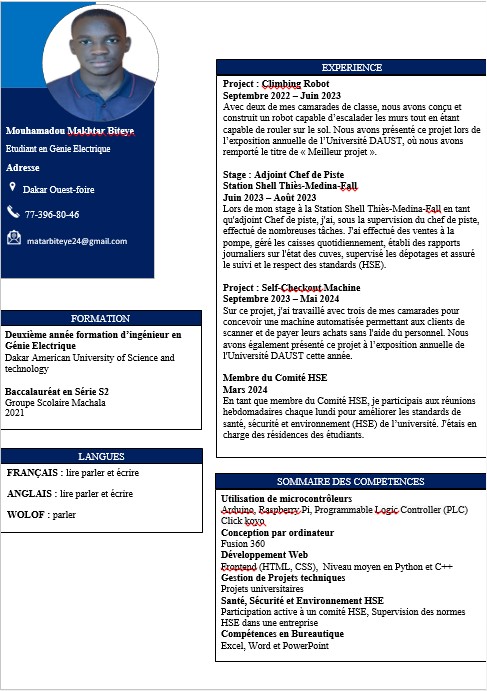 Mouhamadou Makhtar Biteye
Etudiant en Génie Electrique
Adresse
Dakar Ouest-foire
77-396-80-46
matarbiteye24@gmail.com
FORMATION
Deuxième année formation d'ingénieur en
Génie Electrique
Dakar American University of Science and
technology
Baccalauréat en Série S2
Groupe Scolaire Machala
2021
LANGUES
FRANÇAIS : lire parler et écrire
ANGLAIS : lire parler et écrire
WOLOF : parler
EXPERIENCE
Project : Climbing Robot
Septembre 2022 – Juin 2023
Avec deux de mes camarades de classe, nous avons conçu et
construit un robot capable d'escalader les murs tout en étant
capable de rouler sur le sol. Nous avons présenté ce projet lors de
l'exposition annuelle de l'Université DAUST, où nous avons
remporté le titre de « Meilleur projet ».
Stage : Adjoint Chef de Piste
Station Shell Thiès-Medina-Fall
Juin 2023 – Août 2023
Lors de mon stage à la Station Shell Thiès-Medina-Fall en tant
qu'adjoint Chef de piste, j'ai, sous la supervision du chef de piste,
effectué de nombreuses tâches. J'ai effectué des ventes à la
pompe, géré les caisses quotidiennement, établi des rapports
journaliers sur l'état des cuves, supervisé les dépotages et assuré
le suivi et le respect des standards (HSE).
Project : Self-Checkout Machine
Septembre 2023 – Mai 2024
Sur ce projet, j'ai travaillé avec trois de mes camarades pour
concevoir une machine automatisée permettant aux clients de
scanner et de payer leurs achats sans l'aide du personnel. Nous
avons également présenté ce projet à l'exposition annuelle de
l'Université DAUST cette année.
Membre du Comité HSE
Mars 2024
En tant que membre du Comité HSE, je participais aux réunions
hebdomadaires chaque lundi pour améliorer les standards de
santé, sécurité et environnement (HSE) de l'université. J'étais en
charge des résidences des étudiants.
SOMMAIRE DES COMPETENCES
Utilisation de microcontrôleurs
Arduino, Raspberry Pi, Programmable Logic Controller (PLC)
Click koyo
Conception par ordinateur
Fusion 360
Développement Web
Frontend (HTML, CSS), Niveau moyen en Python et C++
Gestion de Projets techniques
Projets universitaires
Santé, Sécurité et Environnement HSE
Participation active à un comité HSE, Supervision des normes
HSE dans une entreprise
Compétences en Bureautique
Excel, Word et PowerPoint